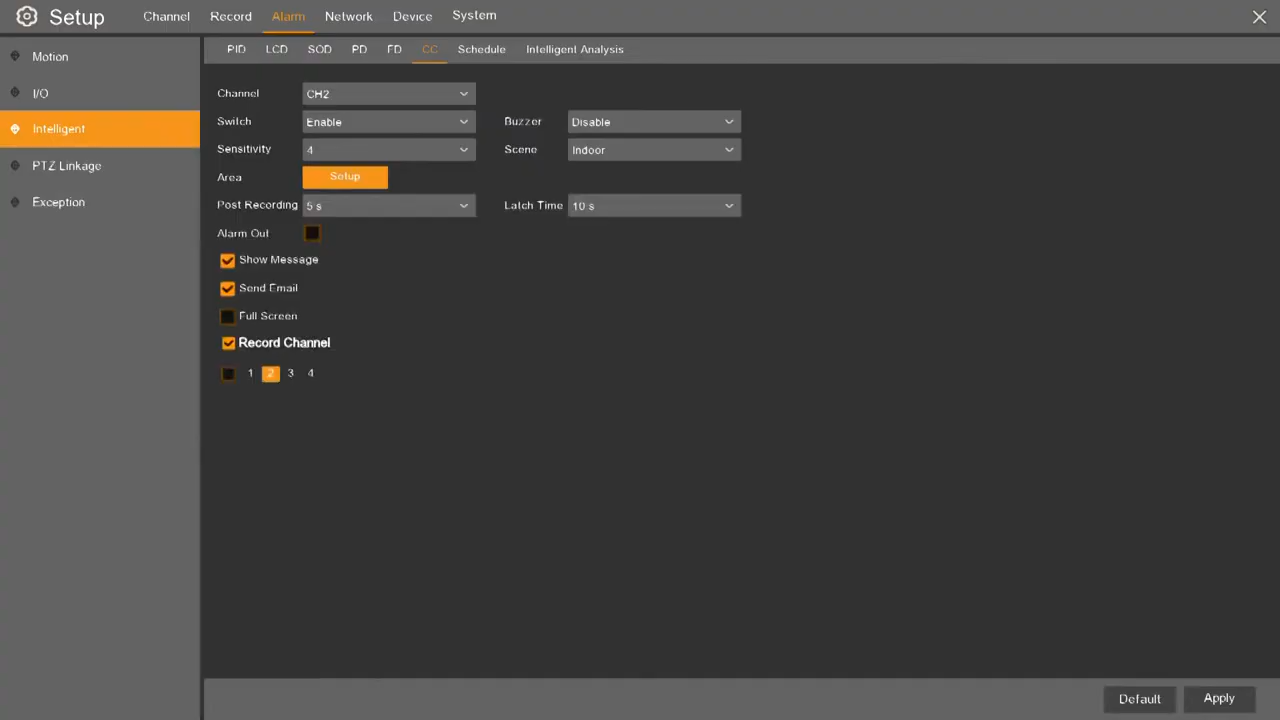 Setup Channel Record Alarm Network Device System
PID LCD SOD PD FD CC Schedule Intelligent Analysis
Motion
I/O
Intelligent
PTZ Linkage
Exception
Channel CH2
Switch Enable Buzzer Disable
Sensitivity 4 Scene Indoor
Area Setup
Post Recording 5 s Latch Time 10 s
Alarm Out
Show Message
Send Email
Full Screen
Record Channel
1 2 3 4
Default Apply